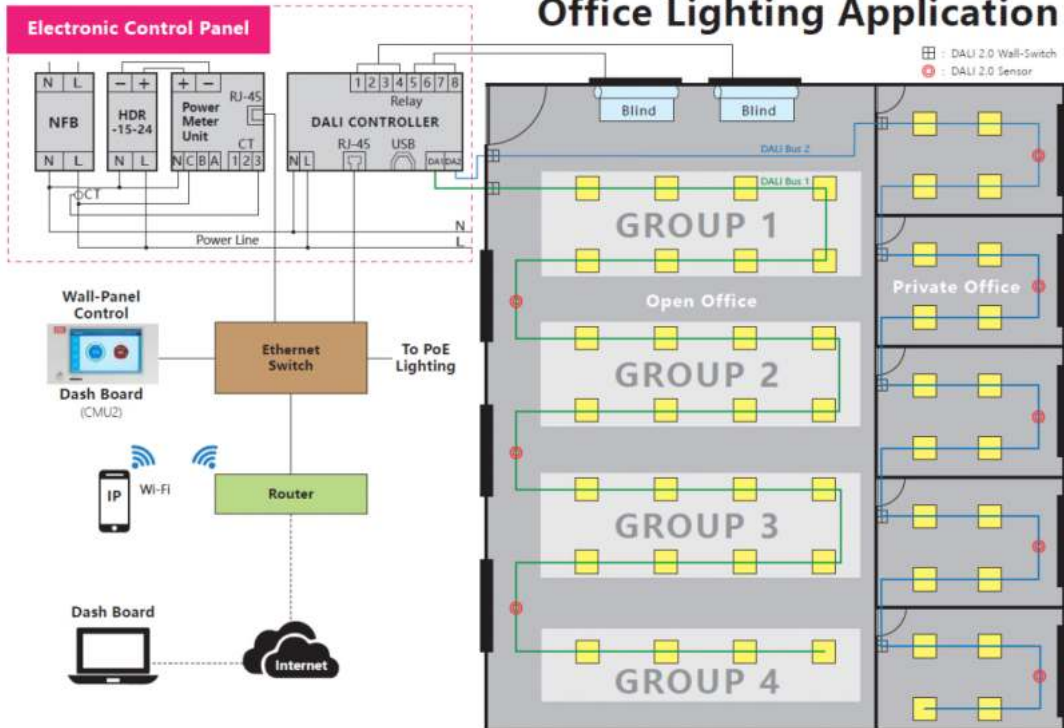 Office Lighting Application
Electronic Control Panel
: DALI 2.0 Wall-Switch
: DALI 2.0 Sensor
N L
NFB
N L
− +
HDR
-15-24
N L
+ −
Power
Meter
Unit
RJ-45
CT
N C B A 1 2 3
1 2 3 4 5 6 7 8
Relay
DALI CONTROLLER
RJ-45 USB
N L
DA1 DA2
CT
N
Power Line
L
Blind
Blind
DALI Bus 2
DALI Bus 1
GROUP 1
Open Office
Private Office
GROUP 2
GROUP 3
GROUP 4
Wall-Panel
Control
Dash Board
(CMU2)
Ethernet
Switch
To PoE
Lighting
IP
Wi-Fi
Router
Dash Board
Internet